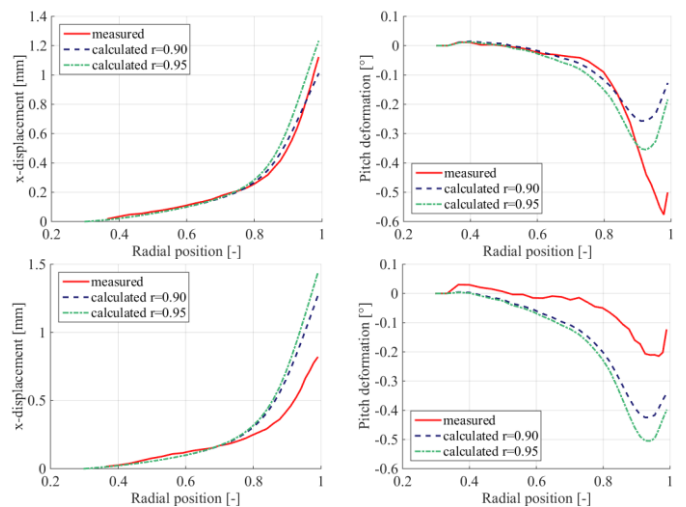 1.4
1.2
1
0.8
0.6
0.4
0.2
0
x-displacement [mm]
measured
calculated r=0.90
calculated r=0.95
0.2 0.4 0.6 0.8 1
Radial position [-]
0.1
0
-0.1
-0.2
-0.3
-0.4
-0.5
-0.6
Pitch deformation [°]
measured
calculated r=0.90
calculated r=0.95
0.2 0.4 0.6 0.8 1
Radial position [-]
1.5
1
0.5
0
x-displacement [mm]
measured
calculated r=0.90
calculated r=0.95
0.2 0.4 0.6 0.8 1
Radial position [-]
0.1
0
-0.1
-0.2
-0.3
-0.4
-0.5
-0.6
Pitch deformation [°]
measured
calculated r=0.90
calculated r=0.95
0.2 0.4 0.6 0.8 1
Radial position [-]